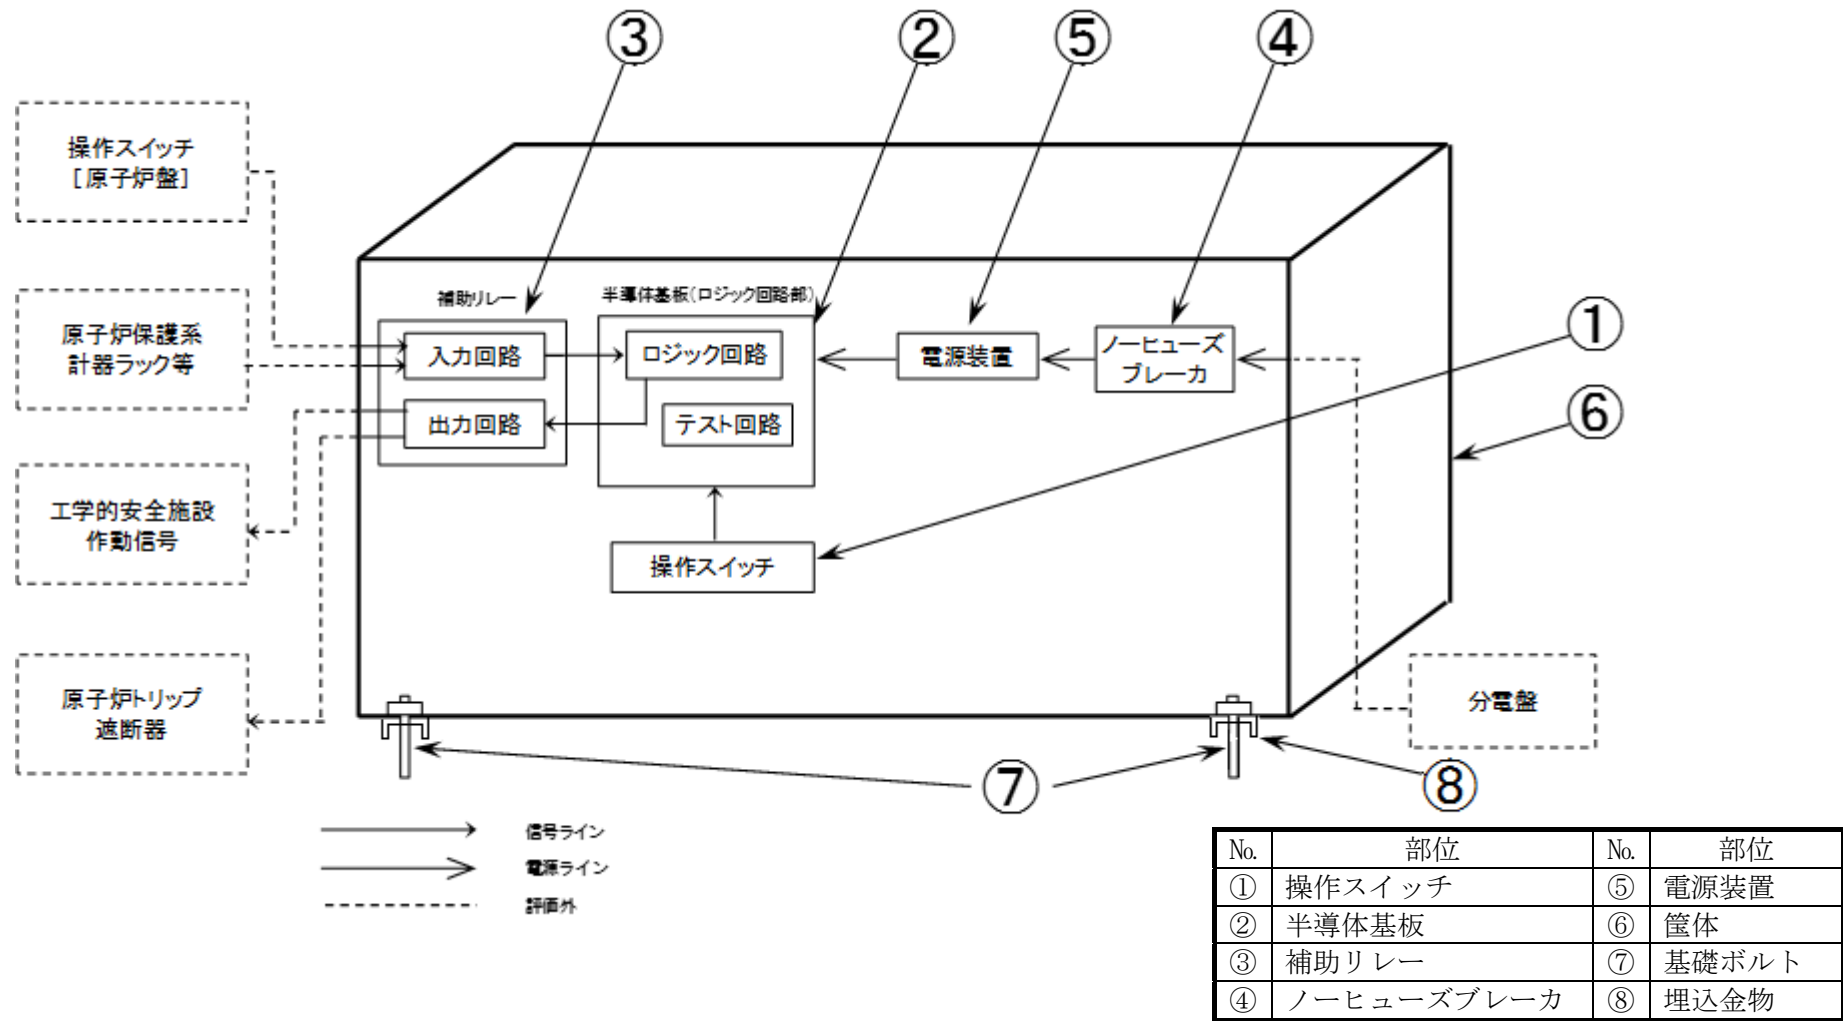 ③
②
⑤
④
操作スイッチ
[原子炉盤]
原子炉保護系
計器ラック等
工学的安全施設
作動信号
原子炉トリップ
遮断器
補助リレー
入力回路
出力回路
半導体基板(ロジック回路部)
ロジック回路
テスト回路
操作スイッチ
電源装置
ノーヒューズ
ブレーカ
①
⑥
分電盤
⑦
⑧
信号ライン
電源ライン
評価外
№ 部位 № 部位
① 操作スイッチ ⑤ 電源装置
② 半導体基板 ⑥ 筐体
③ 補助リレー ⑦ 基礎ボルト
④ ノーヒューズブレーカ ⑧ 埋込金物